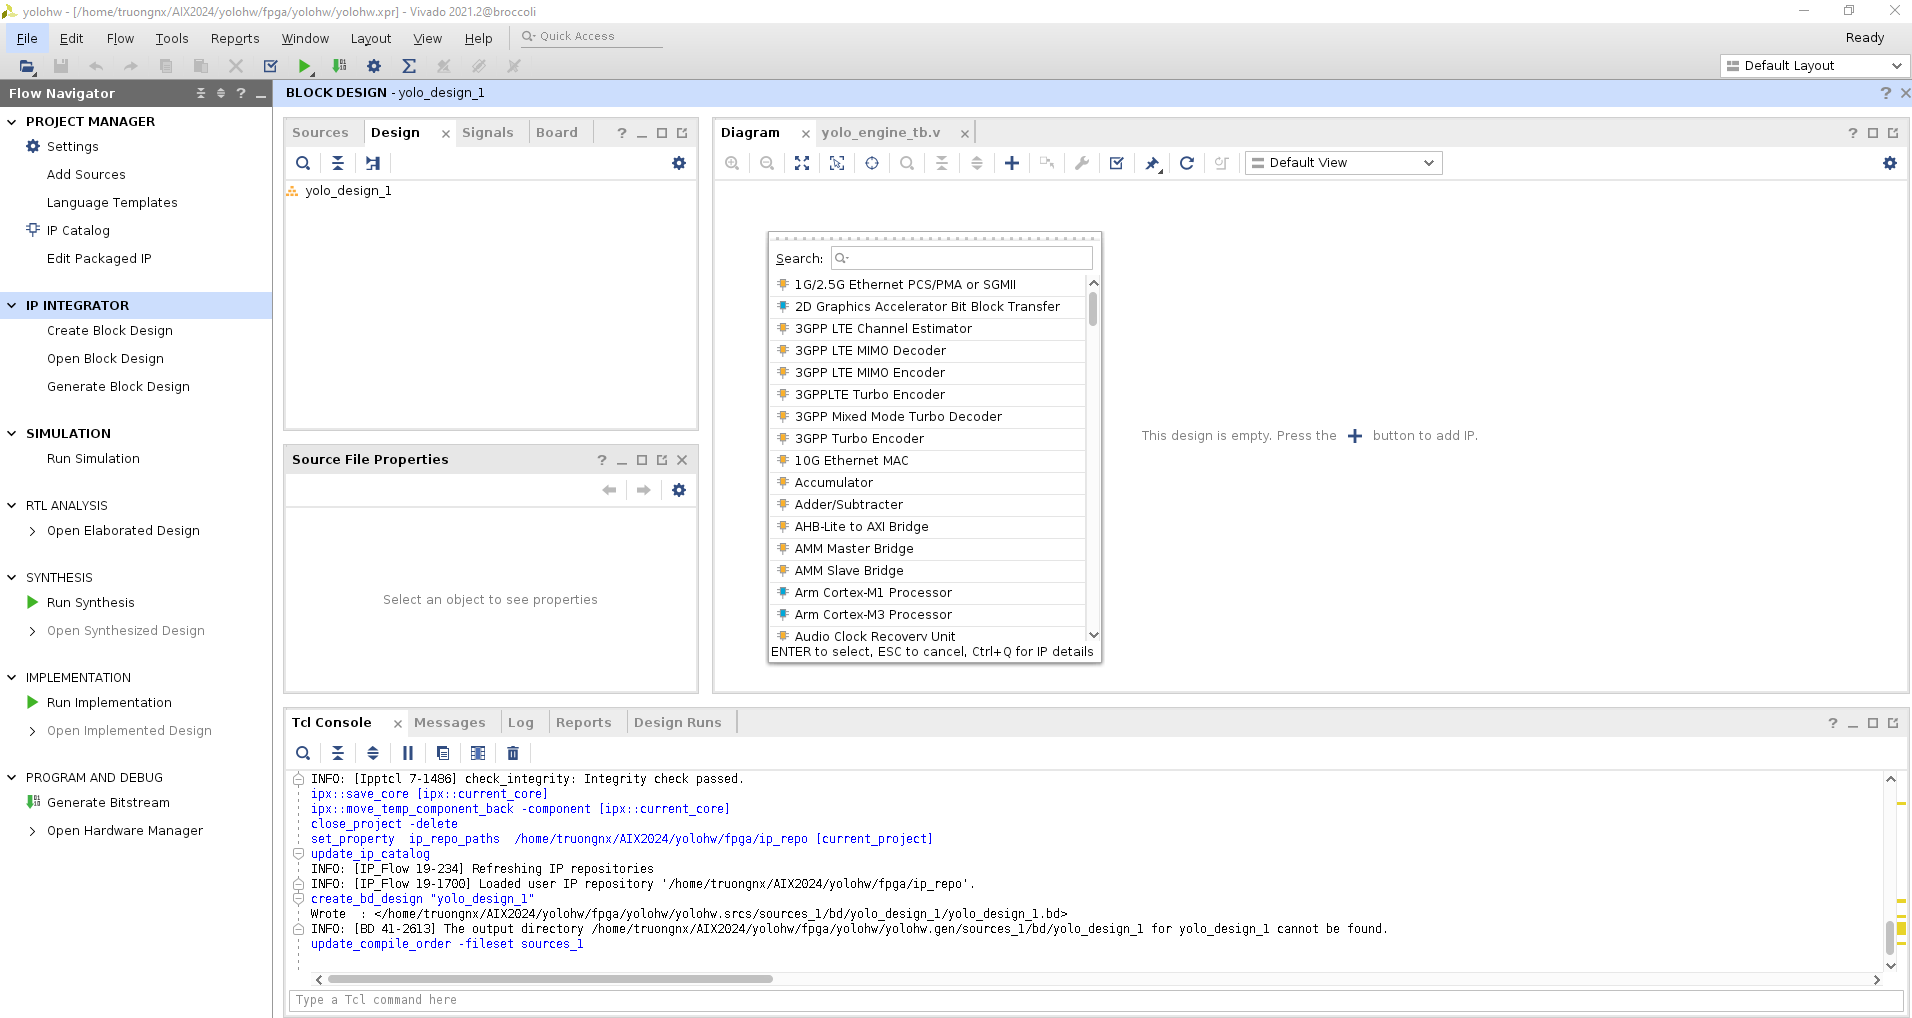 yolohw - [/home/truongnx/AIX2024/yolohw/fpga/yolohw/yolohw.xpr] - Vivado 2021.2@broccoli
File Edit Flow Tools Reports Window Layout View Help Quick Access
Ready
Default Layout
Flow Navigator
PROJECT MANAGER
Settings
Add Sources
Language Templates
IP Catalog
Edit Packaged IP
IP INTEGRATOR
Create Block Design
Open Block Design
Generate Block Design
SIMULATION
Run Simulation
RTL ANALYSIS
Open Elaborated Design
SYNTHESIS
Run Synthesis
Open Synthesized Design
IMPLEMENTATION
Run Implementation
Open Implemented Design
PROGRAM AND DEBUG
Generate Bitstream
Open Hardware Manager
BLOCK DESIGN - yolo_design_1
Sources Design Signals Board
yolo_design_1
Source File Properties
Select an object to see properties
Diagram yolo_engine_tb.v
Default View
Search:
1G/2.5G Ethernet PCS/PMA or SGMII
2D Graphics Accelerator Bit Block Transfer
3GPP LTE Channel Estimator
3GPP LTE MIMO Decoder
3GPP LTE MIMO Encoder
3GPPLTE Turbo Encoder
3GPP Mixed Mode Turbo Decoder
3GPP Turbo Encoder
10G Ethernet MAC
Accumulator
Adder/Subtracter
AHB-Lite to AXI Bridge
AMM Master Bridge
AMM Slave Bridge
Arm Cortex-M1 Processor
Arm Cortex-M3 Processor
Audio Clock Recovery Unit
ENTER to select, ESC to cancel, Ctrl+Q for IP details
This design is empty. Press the + button to add IP.
Tcl Console Messages Log Reports Design Runs
INFO: [Ipptcl 7-1486] check_integrity: Integrity check passed.
ipx::save_core [ipx::current_core]
ipx::move_temp_component_back -component [ipx::current_core]
close_project -delete
set_property  ip_repo_paths  /home/truongnx/AIX2024/yolohw/fpga/ip_repo [current_project]
update_ip_catalog
INFO: [IP_Flow 19-234] Refreshing IP repositories
INFO: [IP_Flow 19-1700] Loaded user IP repository '/home/truongnx/AIX2024/yolohw/fpga/ip_repo'.
create_bd_design "yolo_design_1"
Wrote  : </home/truongnx/AIX2024/yolohw/fpga/yolohw/yolohw.srcs/sources_1/bd/yolo_design_1/yolo_design_1.bd>
INFO: [BD 41-2613] The output directory /home/truongnx/AIX2024/yolohw/fpga/yolohw/yolohw.gen/sources_1/bd/yolo_design_1 for yolo_design_1 cannot be found.
update_compile_order -fileset sources_1
Type a Tcl command here